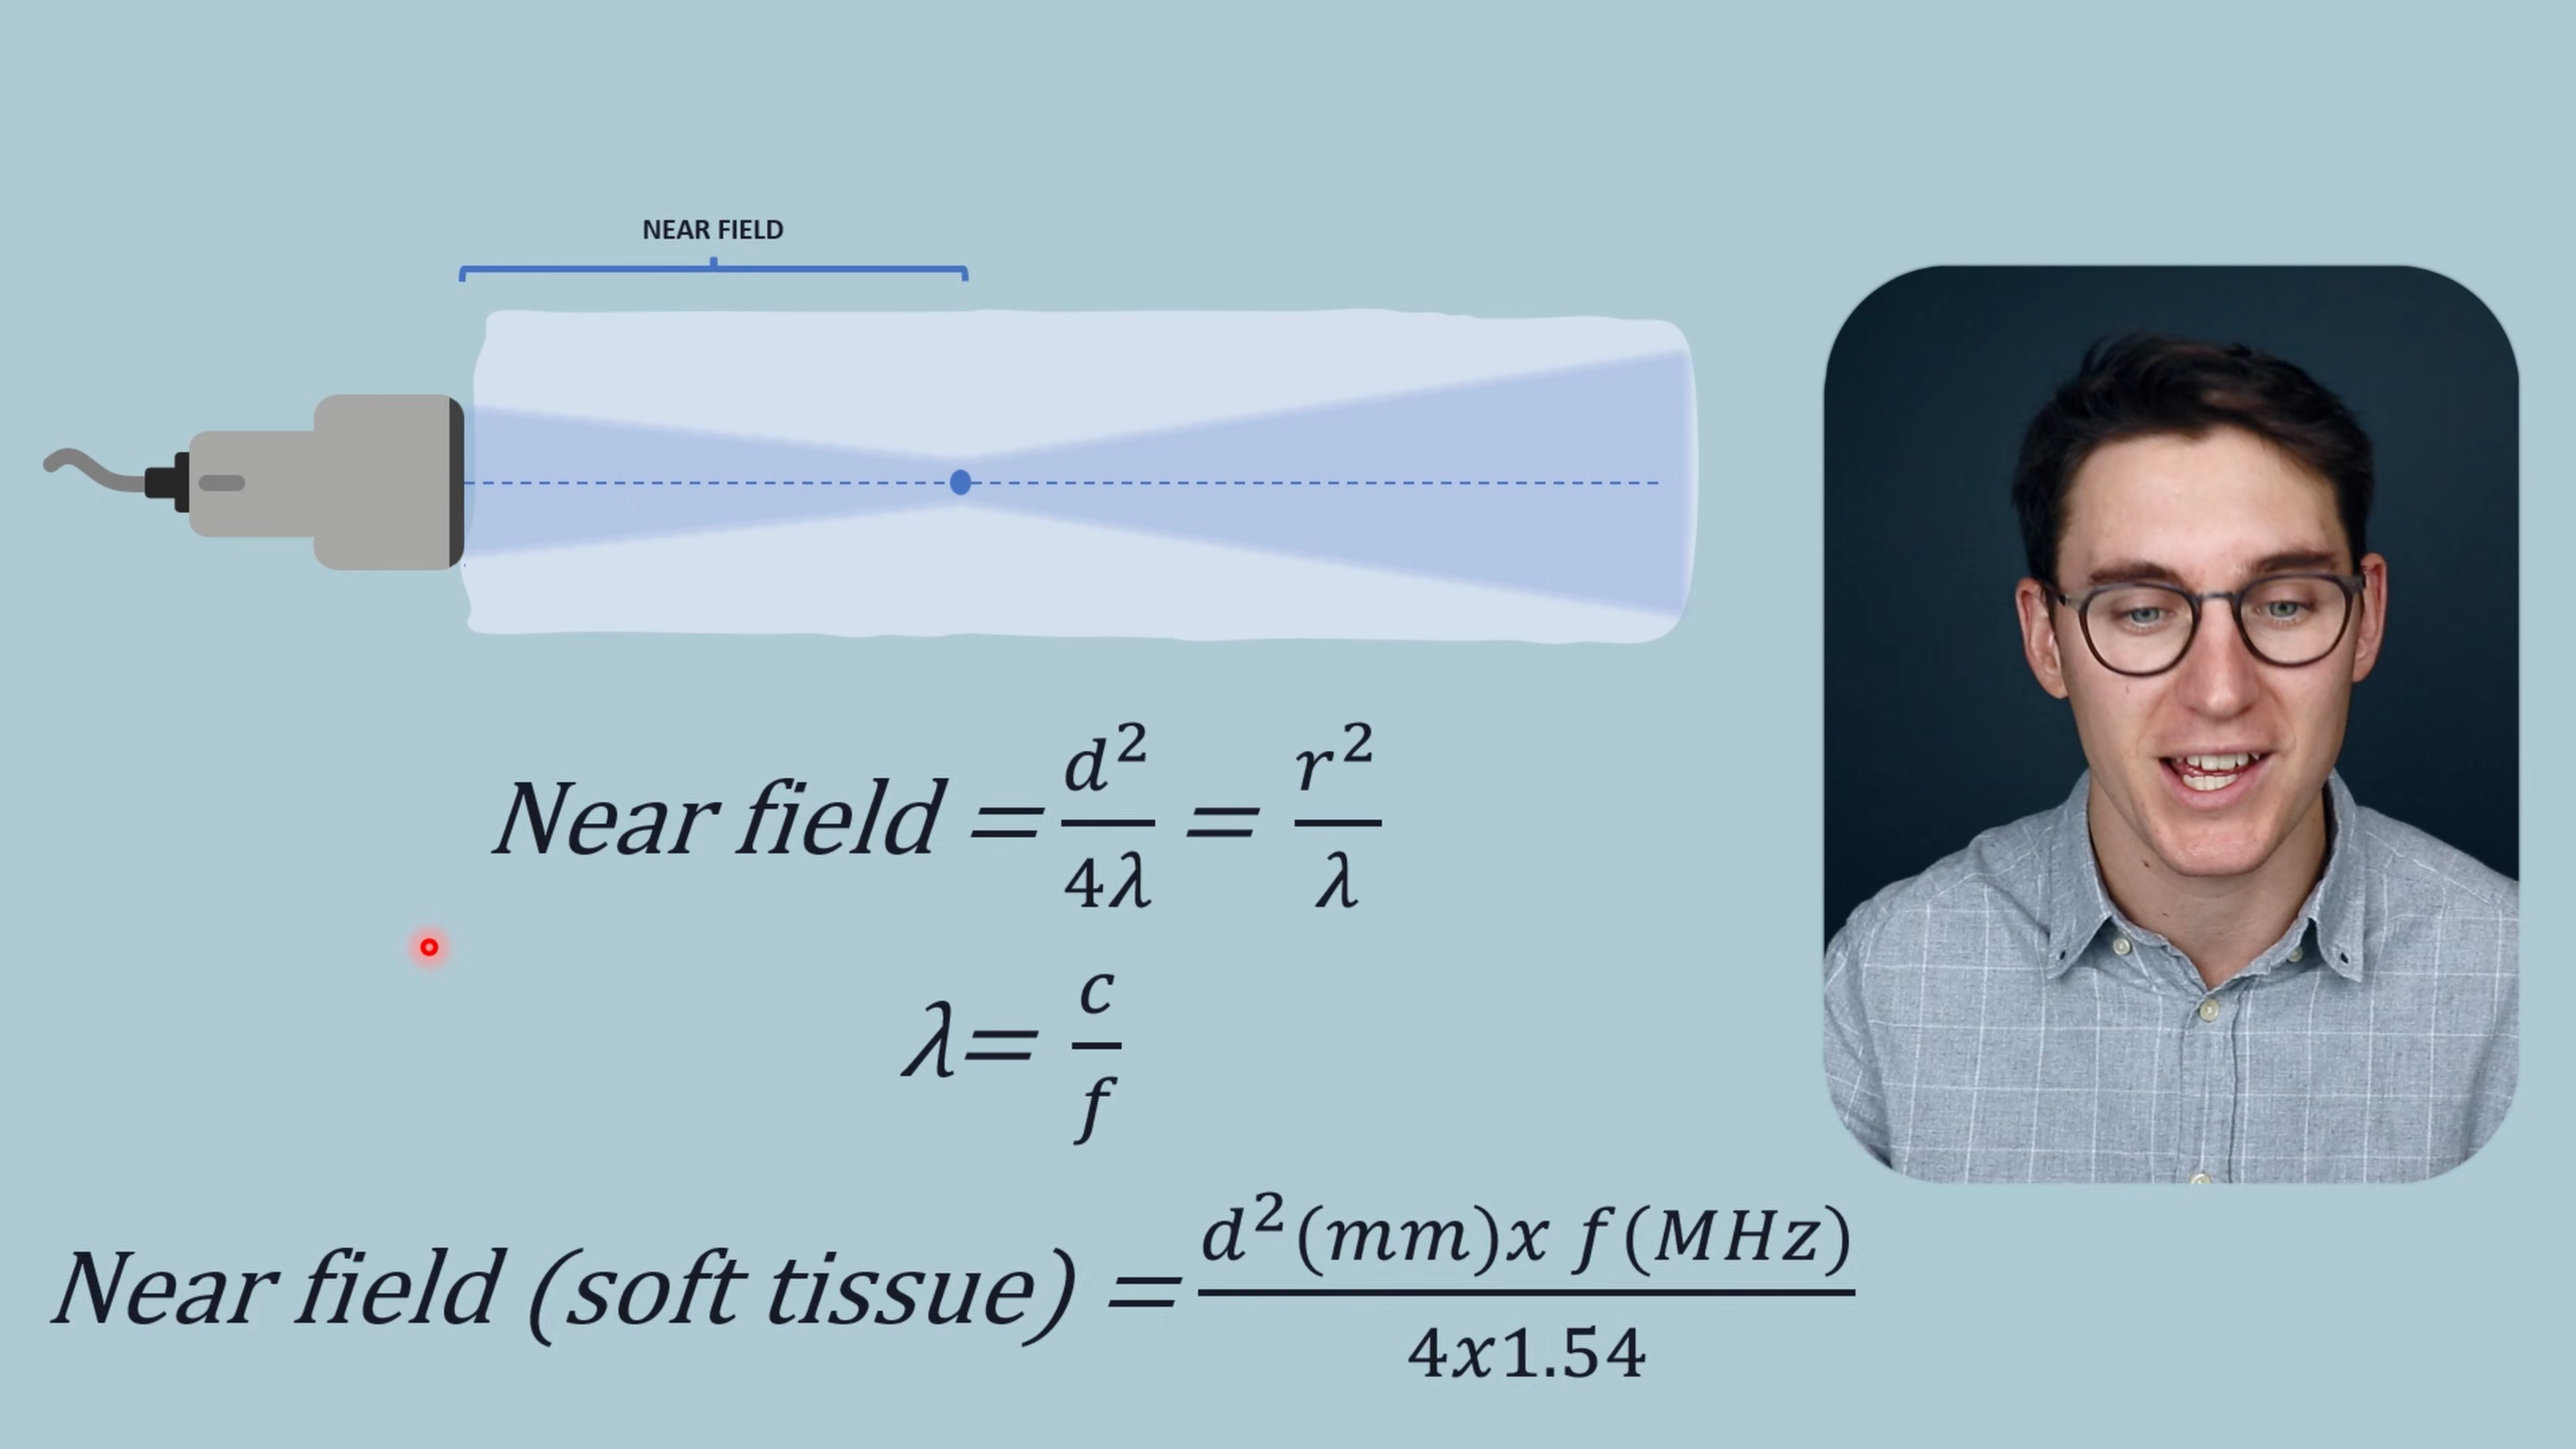 NEAR FIELD
Near field = d²/4λ = r²/λ
λ= c/f
Near field (soft tissue) = d²(mm)x f(MHz)/4x1.54